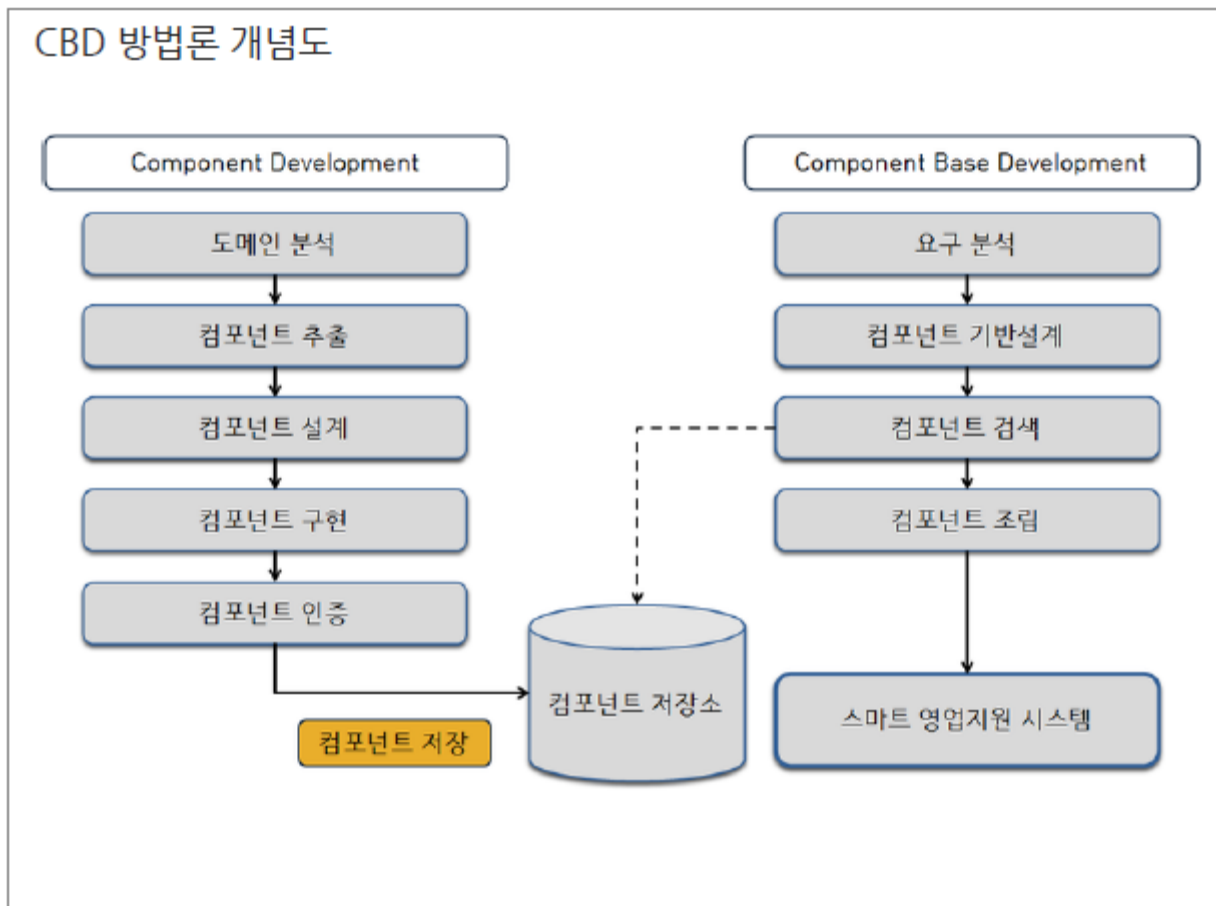 CBD 방법론 개념도
Component Development
도메인 분석
컴포넌트 추출
컴포넌트 설계
컴포넌트 구현
컴포넌트 인증
컴포넌트 저장
컴포넌트 저장소
Component Base Development
요구 분석
컴포넌트 기반설계
컴포넌트 검색
컴포넌트 조립
스마트 영업지원 시스템